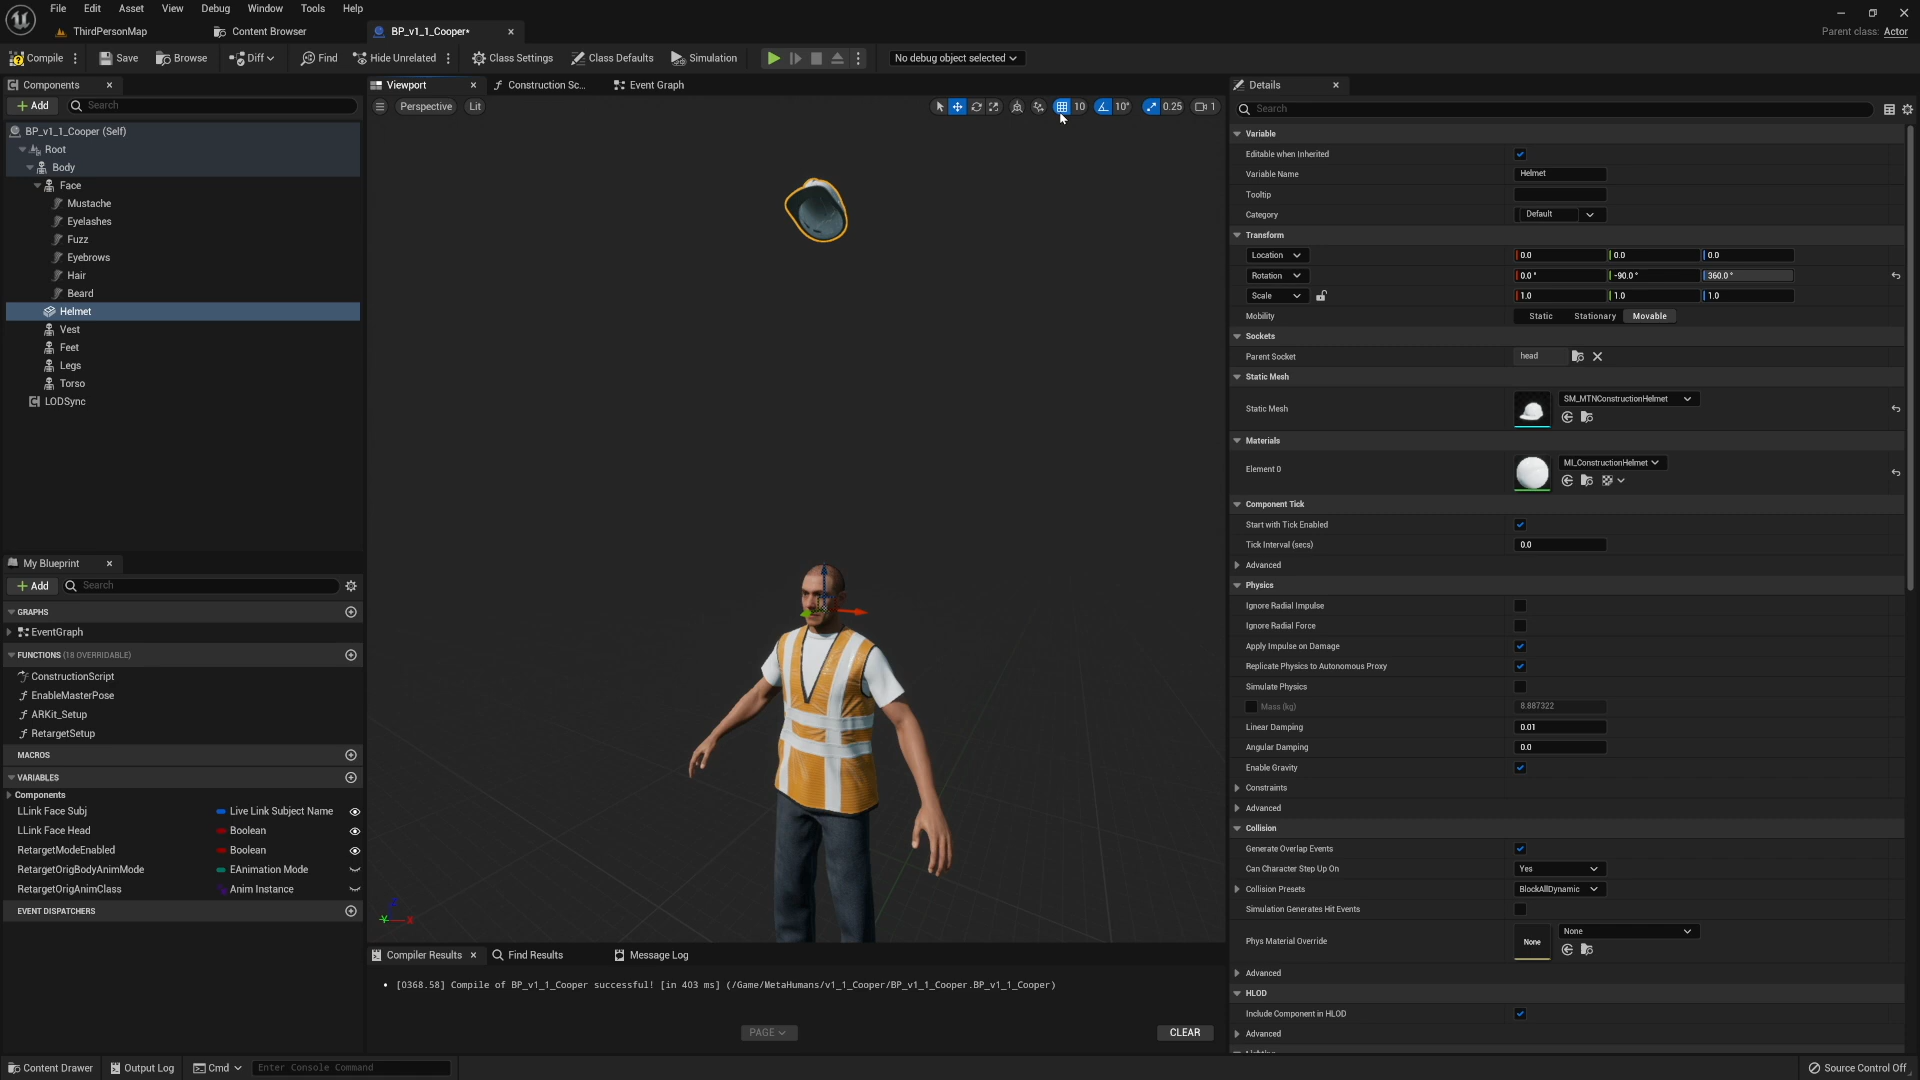 File Edit Asset View Debug Window Tools Help
ThirdPersonMap
Content Browser
BP_v1_1_Cooper*
Parent class: Actor
Compile
Save
Browse
Diff
Find
Hide Unrelated
Class Settings
Class Defaults
Simulation
No debug object selected
Components
Add
Search
BP_v1_1_Cooper (Self)
Root
Body
Face
Mustache
Eyelashes
Fuzz
Eyebrows
Hair
Beard
Helmet
Vest
Feet
Legs
Torso
LODSync
My Blueprint
Add
Search
GRAPHS
EventGraph
FUNCTIONS (18 OVERRIDABLE)
ConstructionScript
EnableMasterPose
ARKit_Setup
RetargetSetup
MACROS
VARIABLES
Components
LLink Face Subj Live Link Subject Name
LLink Face Head Boolean
RetargetModeEnabled Boolean
RetargetOrigBodyAnimMode EAnimation Mode
RetargetOrigAnimClass Anim Instance
EVENT DISPATCHERS
Viewport
Construction Sc...
Event Graph
Perspective
Lit
10
10°
0.25
1
Z
Y
X
Compiler Results
Find Results
Message Log
• [0368.58] Compile of BP_v1_1_Cooper successful! [in 403 ms] (/Game/MetaHumans/v1_1_Cooper/BP_v1_1_Cooper.BP_v1_1_Cooper)
PAGE
CLEAR
Details
Search
Variable
Editable when Inherited
Variable Name Helmet
Tooltip
Category Default
Transform
Location 0.0 0.0 0.0
Rotation 0.0° -90.0° 360.0°
Scale 1.0 1.0 1.0
Mobility Static Stationary Movable
Sockets
Parent Socket head
Static Mesh
Static Mesh SM_MTNConstructionHelmet
Materials
Element 0 MI_ConstructionHelmet
Component Tick
Start with Tick Enabled
Tick Interval (secs) 0.0
Advanced
Physics
Ignore Radial Impulse
Ignore Radial Force
Apply Impulse on Damage
Replicate Physics to Autonomous Proxy
Simulate Physics
Mass (kg) 8.887322
Linear Damping 0.01
Angular Damping 0.0
Enable Gravity
Constraints
Advanced
Collision
Generate Overlap Events
Can Character Step Up On Yes
Collision Presets BlockAllDynamic
Simulation Generates Hit Events
Phys Material Override None None
Advanced
HLOD
Include Component in HLOD
Advanced
Content Drawer
Output Log
Cmd
Enter Console Command
Source Control Off